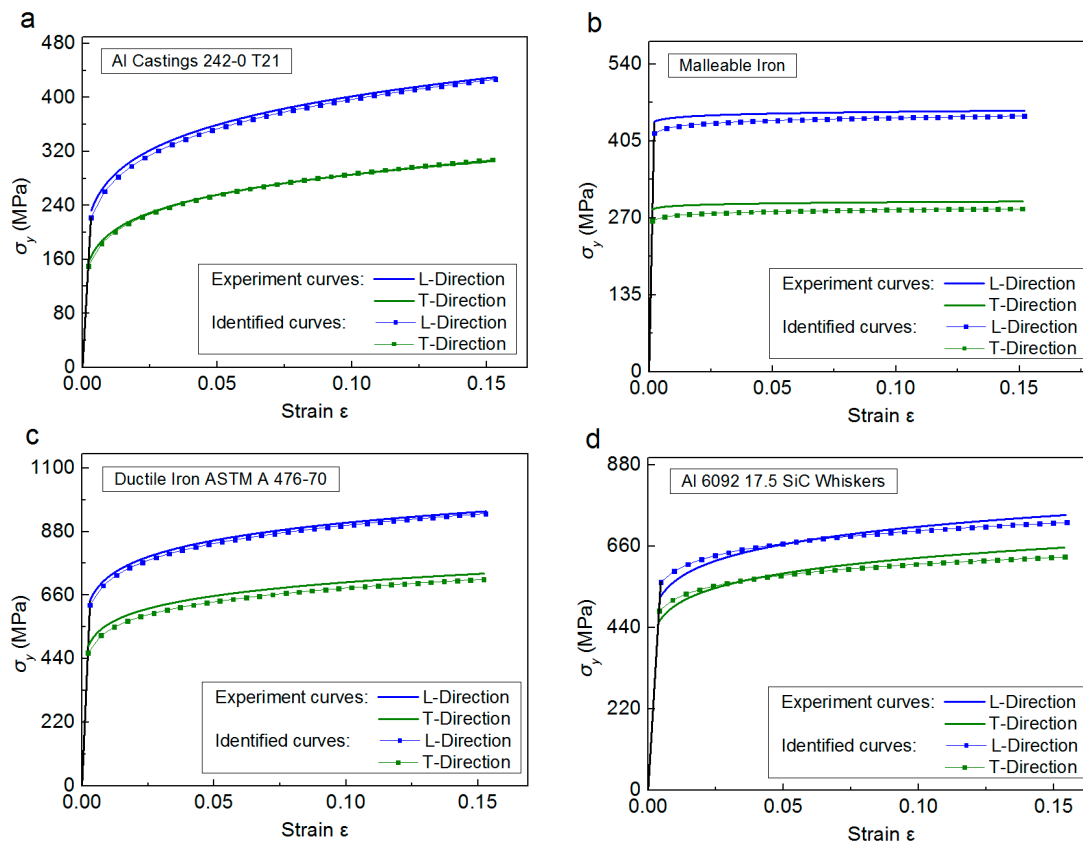 a
Al Castings 242-0 T21
480
400
320
240
160
80
0
σy (MPa)
Experiment curves: L-Direction
T-Direction
Identified curves: L-Direction
T-Direction
0.00 0.05 0.10 0.15
Strain ε
b
Malleable Iron
540
405
270
135
0
σy (MPa)
Experiment curves: L-Direction
T-Direction
Identified curves: L-Direction
T-Direction
0.00 0.05 0.10 0.15
Strain ε
c
Ductile Iron ASTM A 476-70
1100
880
660
440
220
0
σy (MPa)
Experiment curves: L-Direction
T-Direction
Identified curves: L-Direction
T-Direction
0.00 0.05 0.10 0.15
Strain ε
d
Al 6092 17.5 SiC Whiskers
880
660
440
220
0
σy (MPa)
Experiment curves: L-Direction
T-Direction
Identified curves: L-Direction
T-Direction
0.00 0.05 0.10 0.15
Strain ε